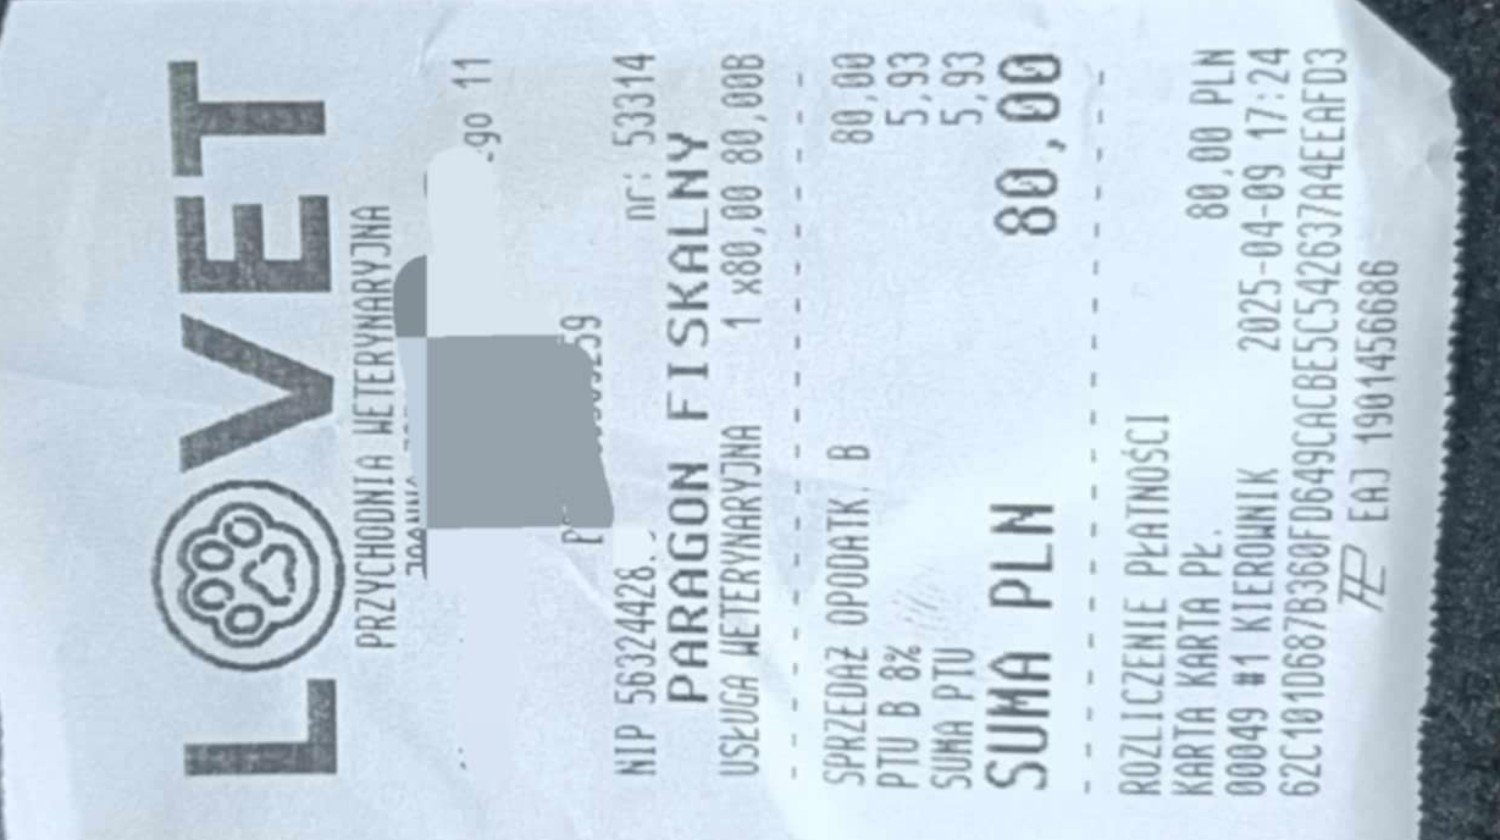 LOVET
PRZYCHODNIA WETERYNARYJNA
11
nr: 53314
NIP 56324428
PARAGON FISKALNY
USŁUGA WETERYNARYJNA 1 x80,00 80,00B
SPRZEDAŻ OPODATK. B 80,00
PTU B 8% 5,93
SUMA PTU 5,93
SUMA PLN 80,00
ROZLICZENIE PŁATNOŚCI
KARTA KARTA PŁ. 80,00 PLN
00049 #1 KIEROWNIK 2025-04-09 17:24
62C101D687B360FD649CACBE5C542637A4EEAFD3
EAJ 1901456686